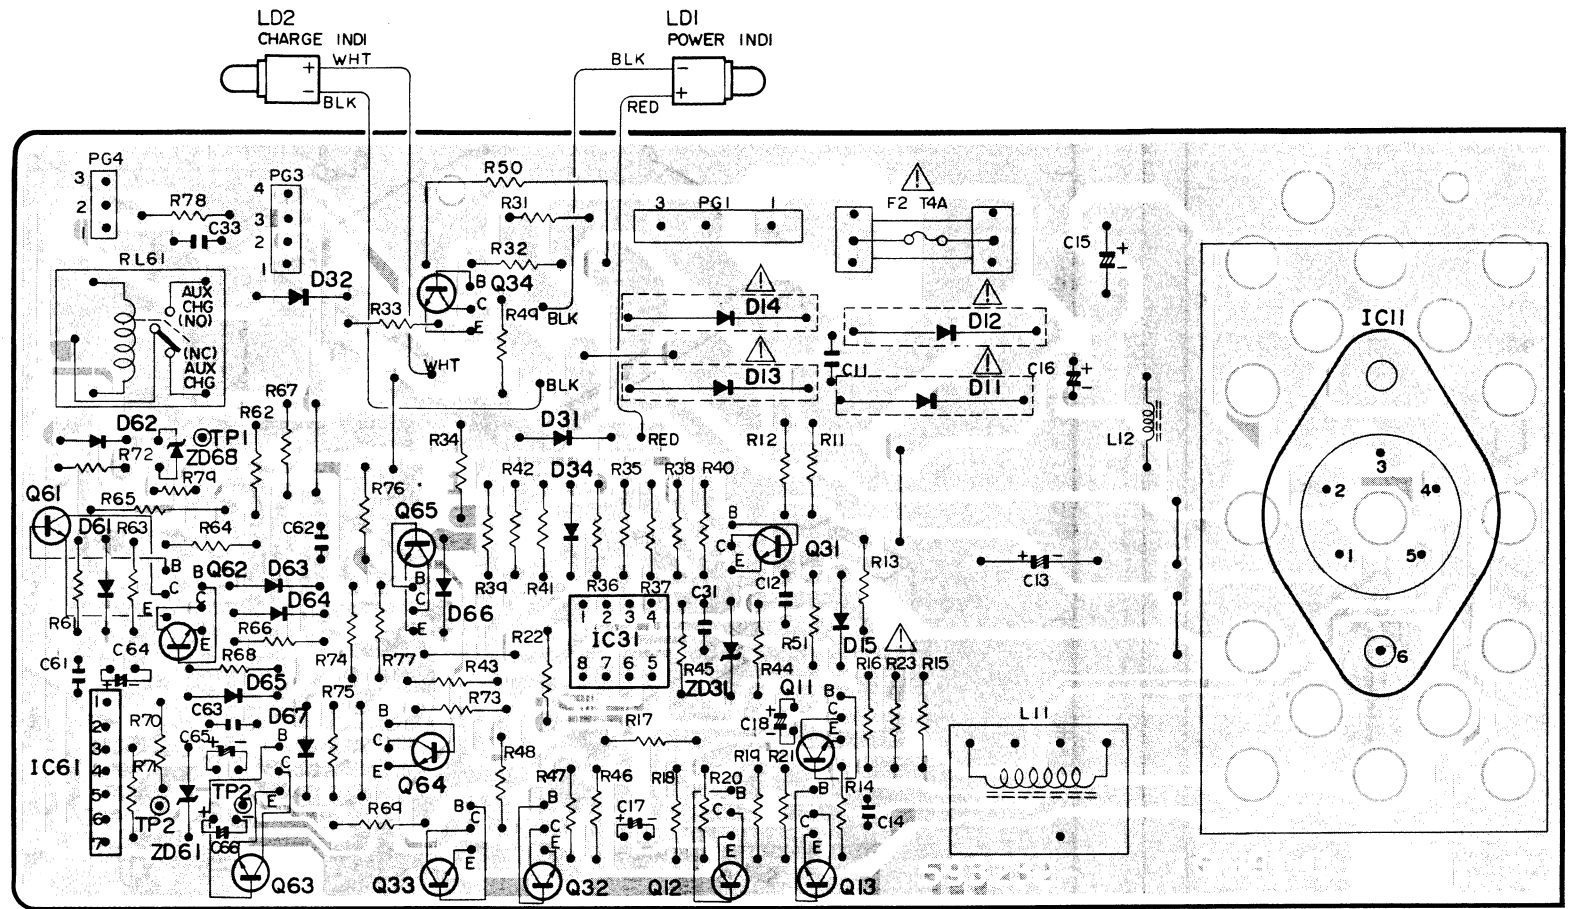 LD2
CHARGE INDI
WHT
+
−
BLK
LD1
POWER INDI
BLK
−
+
RED
PG4
3
2
R78
C33
PG3
4
3
2
1
R50
R31
R32
3 PG1 1
F2 T4A
C15
+
−
RL61
AUX
CHG
(NO)
(NC)
AUX
CHG
D32
R33
Q34
B
C
E
R49
BLK
WHT
BLK
D14
D12
D13
D11
C11
C16
+
−
IC11
R67
R62
D62
TP1
ZD68
R72
R79
R34
D31
RED
R12
R11
L12
Q61
R65
D61
R63
R64
C62
R76
Q65
R42
D34
R35
R38
R40
B
C
E
Q31
R13
+
−
C13
3
2
4
1
5
6
B
C
E
Q62
B
C
E
D63
D64
R66
R61
C64
+
−
B
C
E
D66
R39
R41
R36
R37
1 2 3 4
IC31
8 7 6 5
C31
C12
R51
D15
R16
R23
R15
C61
R68
D65
R74
R77
R43
R73
R22
R45
ZD31
R44
Q11
B
C
E
IC61
1
2
3
4
5
6
7
R70
R71
C63
C65
+
−
D67
R75
B
C
E
B
C
E
Q64
R48
R17
C18
+
−
L11
TP2
TP2
ZD61
+
−
C66
Q63
R69
B
C
E
Q33
B
C
E
Q32
R47
R46
C17
+
−
R18
R20
B
C
E
Q12
R19
R21
B
C
E
Q13
R14
C14